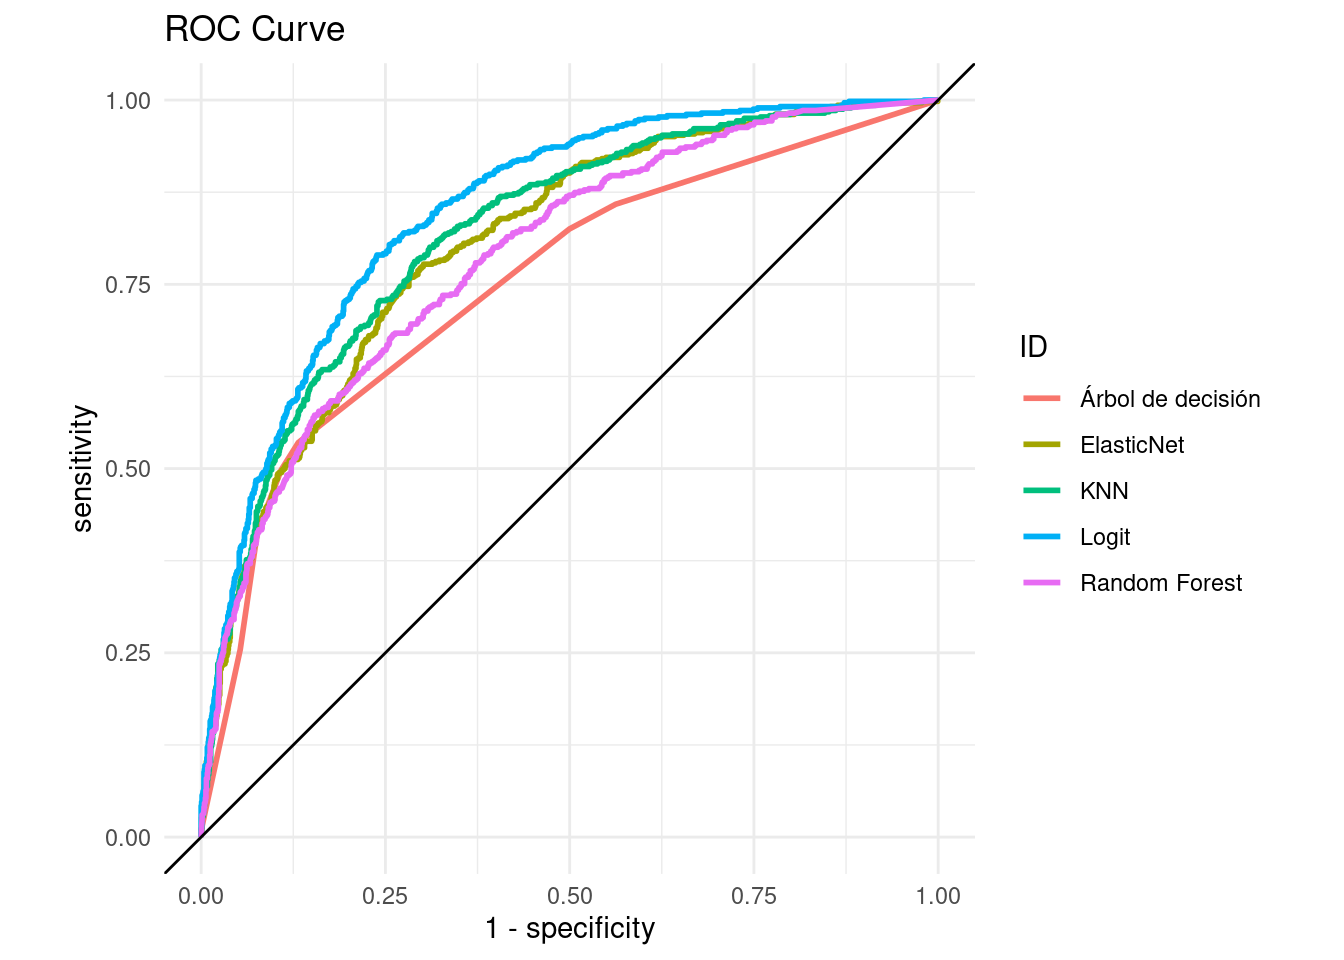 ROC Curve
1.00
0.75
0.50
0.25
0.00
sensitivity
0.00 0.25 0.50 0.75 1.00
1 - specificity
ID
Árbol de decisión
ElasticNet
KNN
Logit
Random Forest